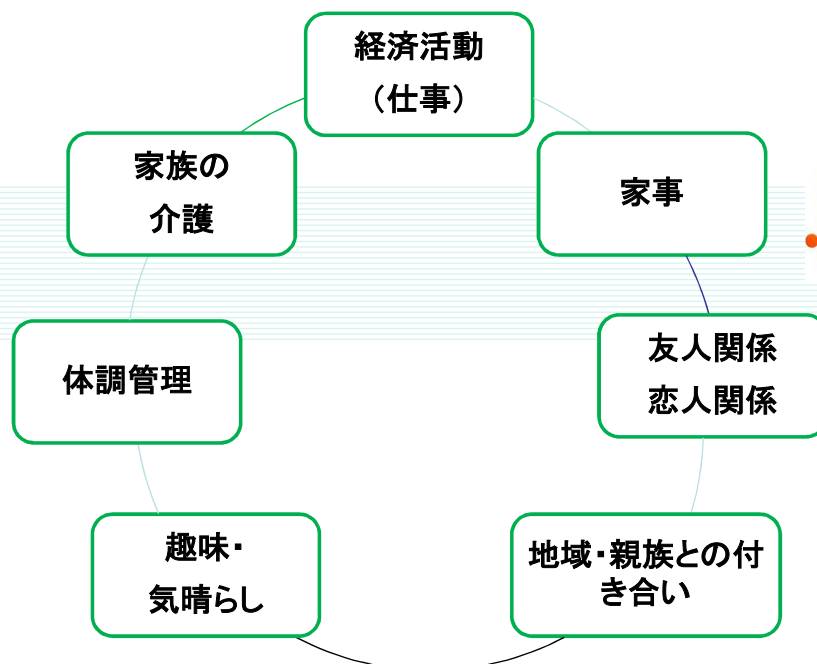 経済活動
（仕事）
家事
友人関係
恋人関係
地域・親族との付
き合い
趣味・
気晴らし
体調管理
家族の
介護